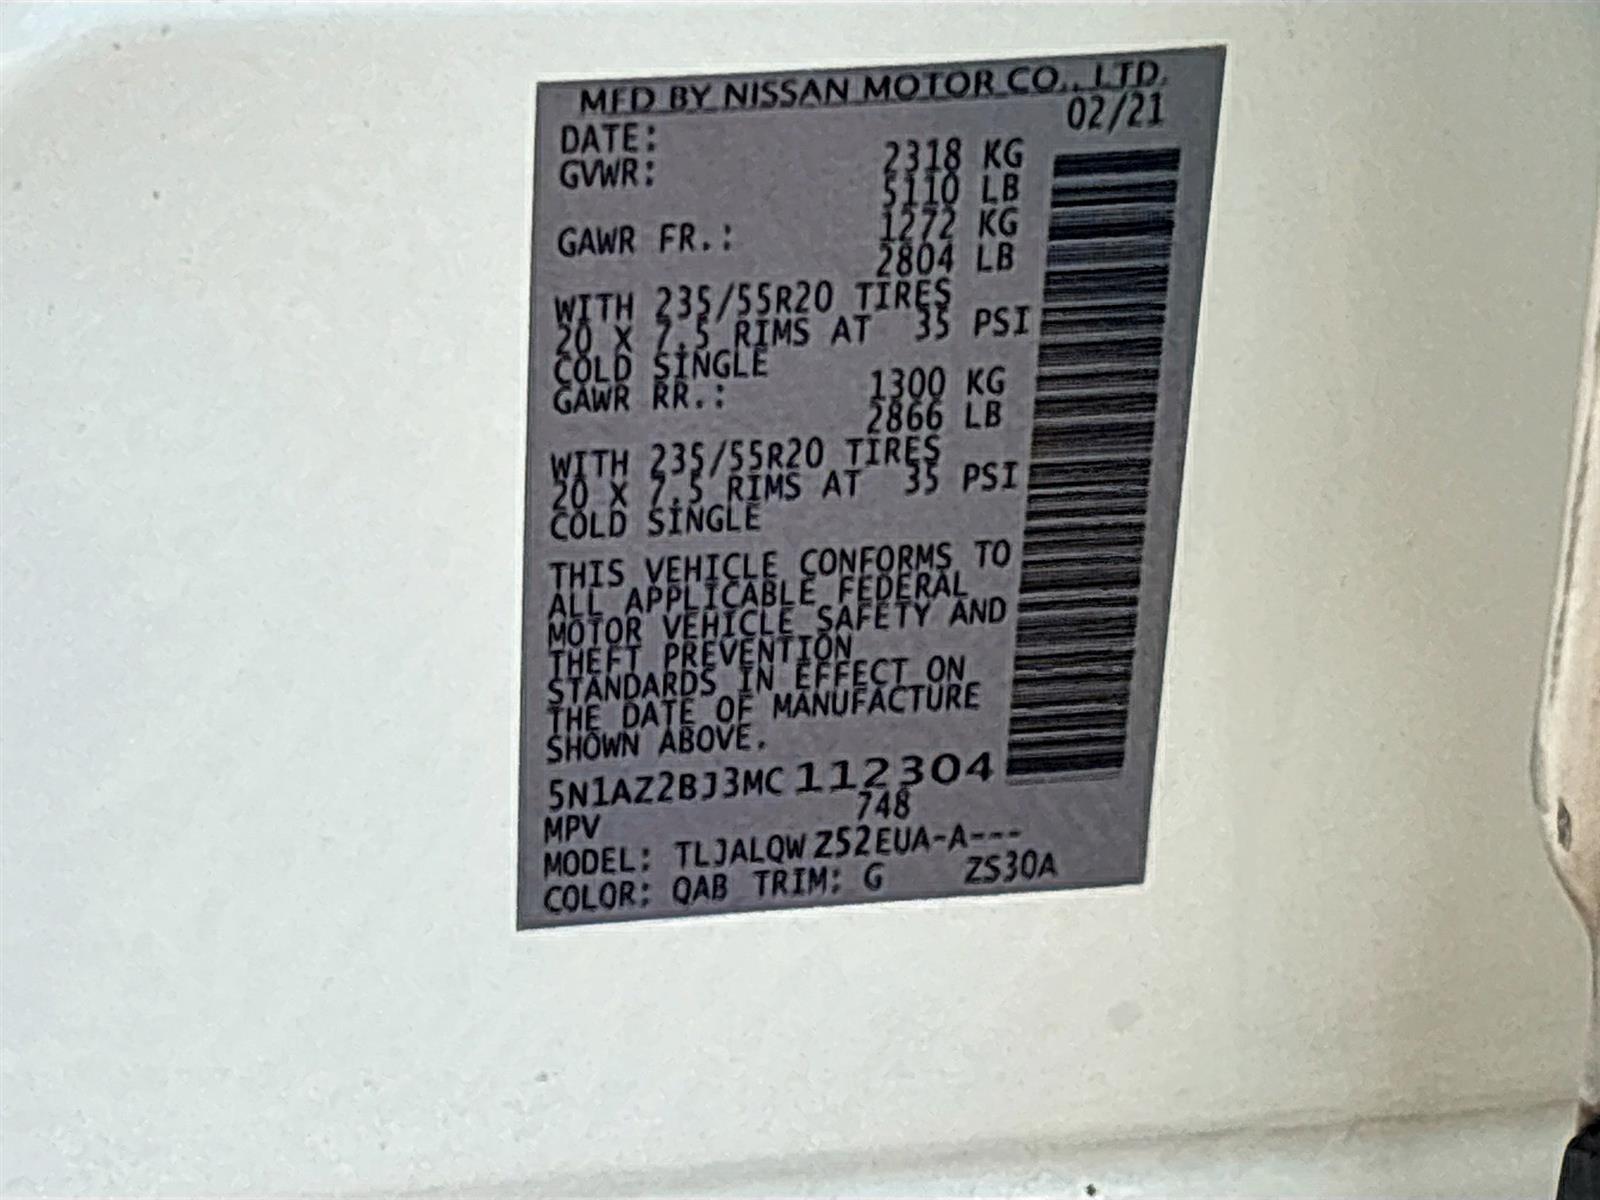 MFD BY NISSAN MOTOR CO., LTD.
DATE: 02/21
GVWR: 2318 KG
5110 LB
GAWR FR.: 1272 KG
2804 LB
WITH 235/55R20 TIRES
20 X 7.5 RIMS AT 35 PSI
COLD SINGLE
GAWR RR.: 1300 KG
2866 LB
WITH 235/55R20 TIRES
20 X 7.5 RIMS AT 35 PSI
COLD SINGLE
THIS VEHICLE CONFORMS TO
ALL APPLICABLE FEDERAL
MOTOR VEHICLE SAFETY AND
THEFT PREVENTION
STANDARDS IN EFFECT ON
THE DATE OF MANUFACTURE
SHOWN ABOVE.
5N1AZ2BJ3MC112304
MPV 748
MODEL: TLJALQW Z52EUA-A---
COLOR: QAB TRIM: G ZS30A